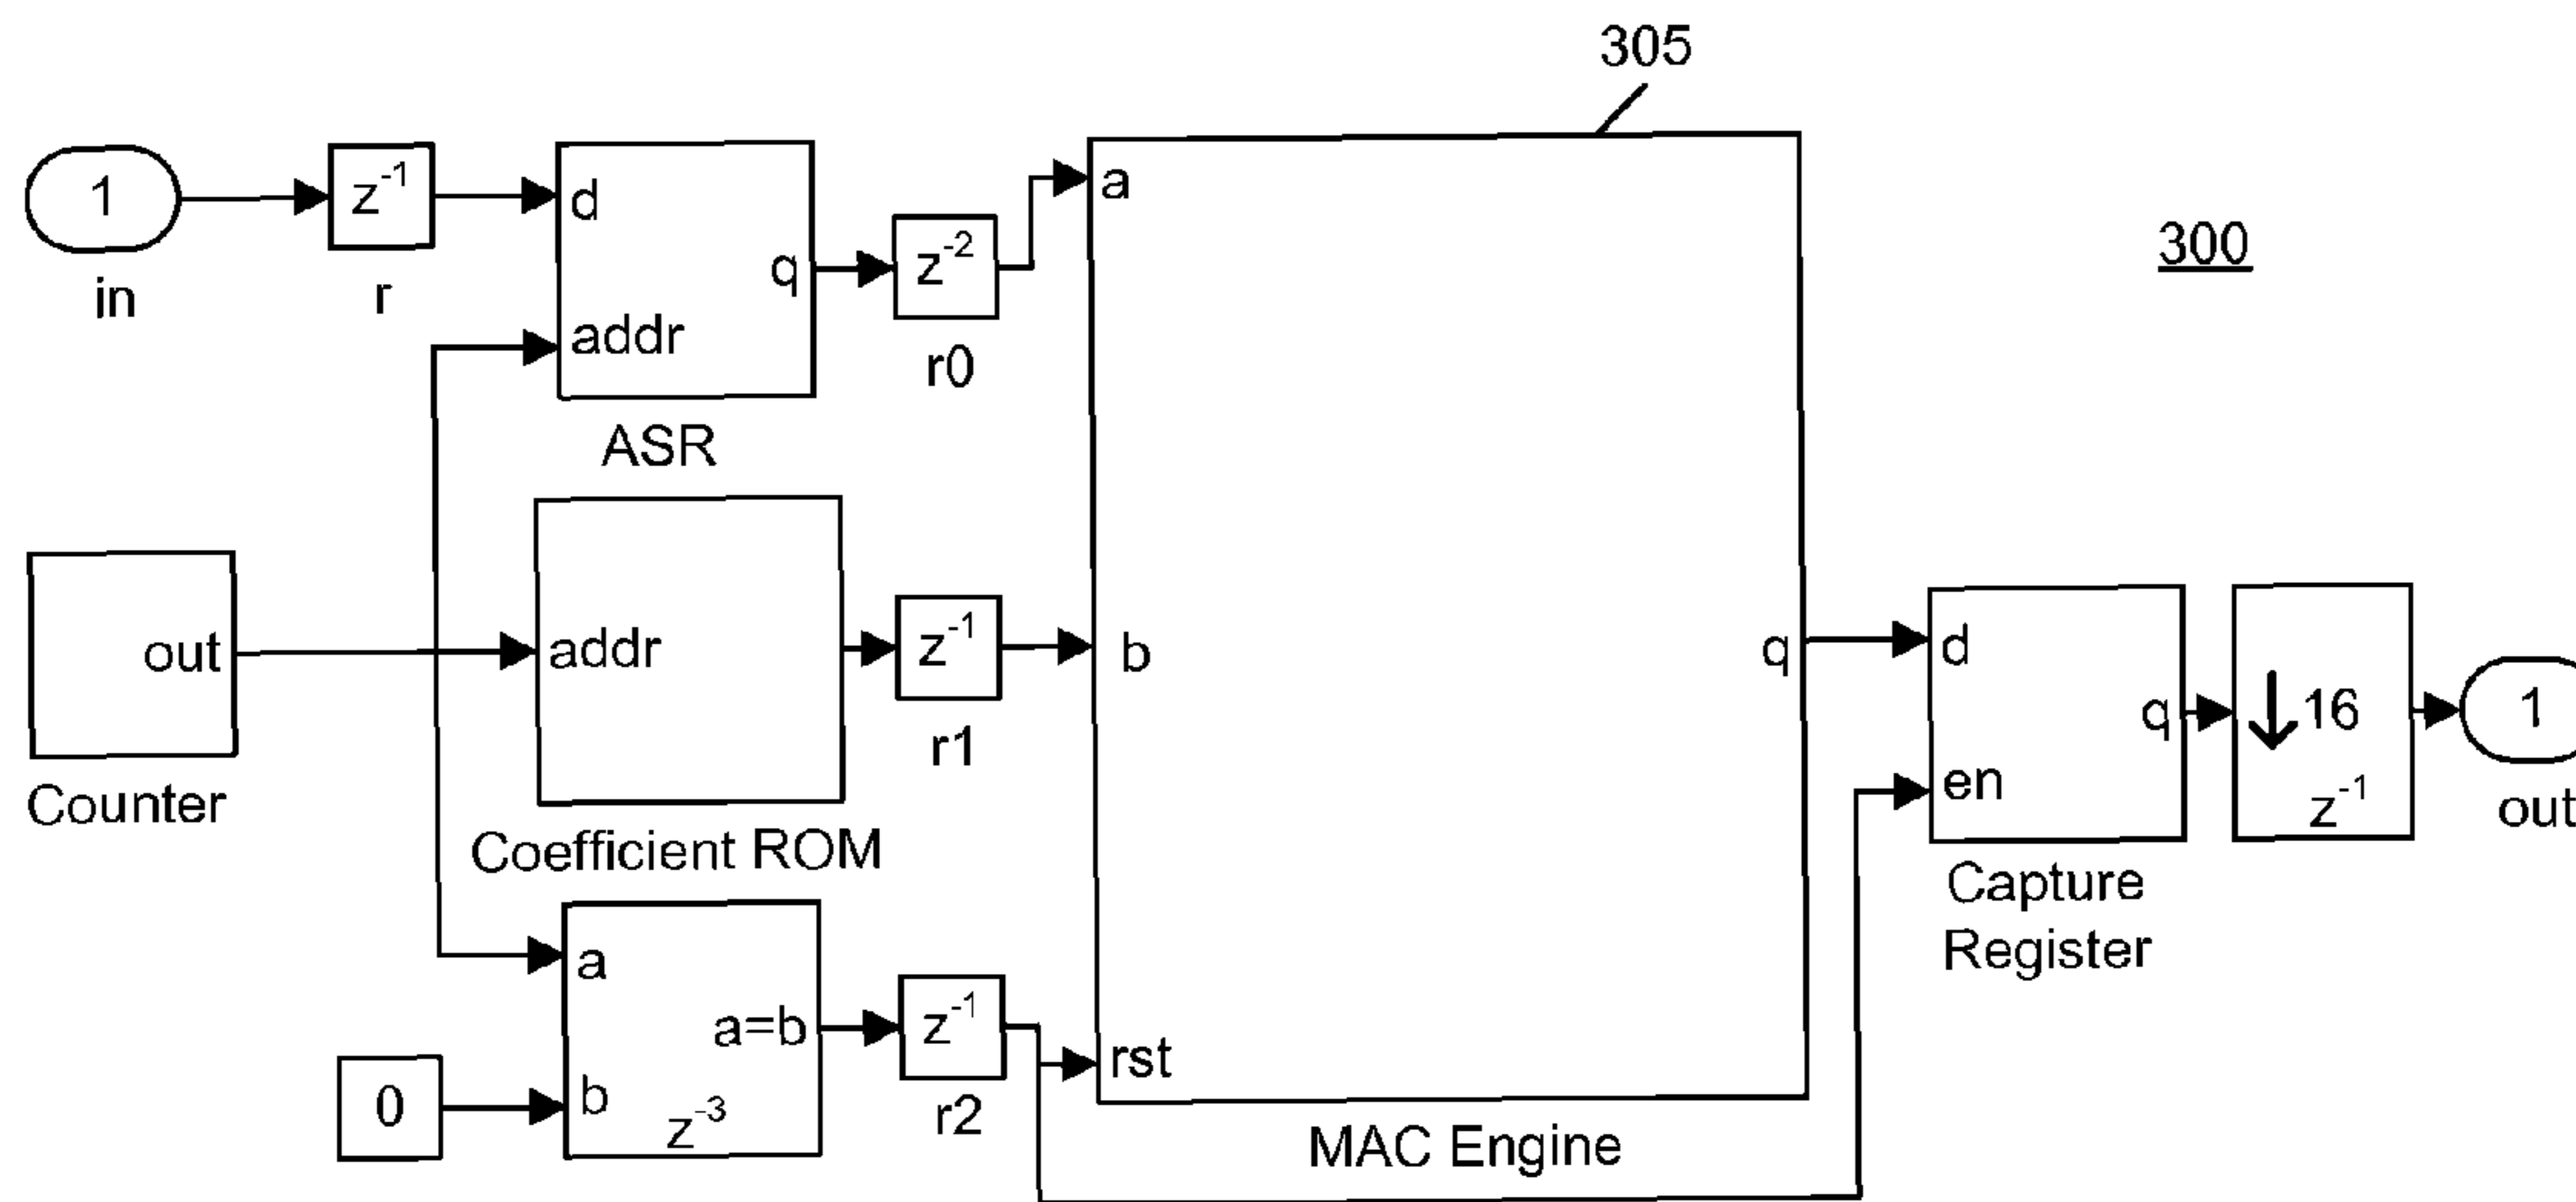 305
1
in
z⁻¹
r
d
addr
q
ASR
z⁻²
r0
a
b
rst
q
MAC Engine
300
out
Counter
addr
Coefficient ROM
z⁻¹
r1
a
b
a=b
z⁻³
0
z⁻¹
r2
d
en
q
Capture
Register
↓16
z⁻¹
1
out